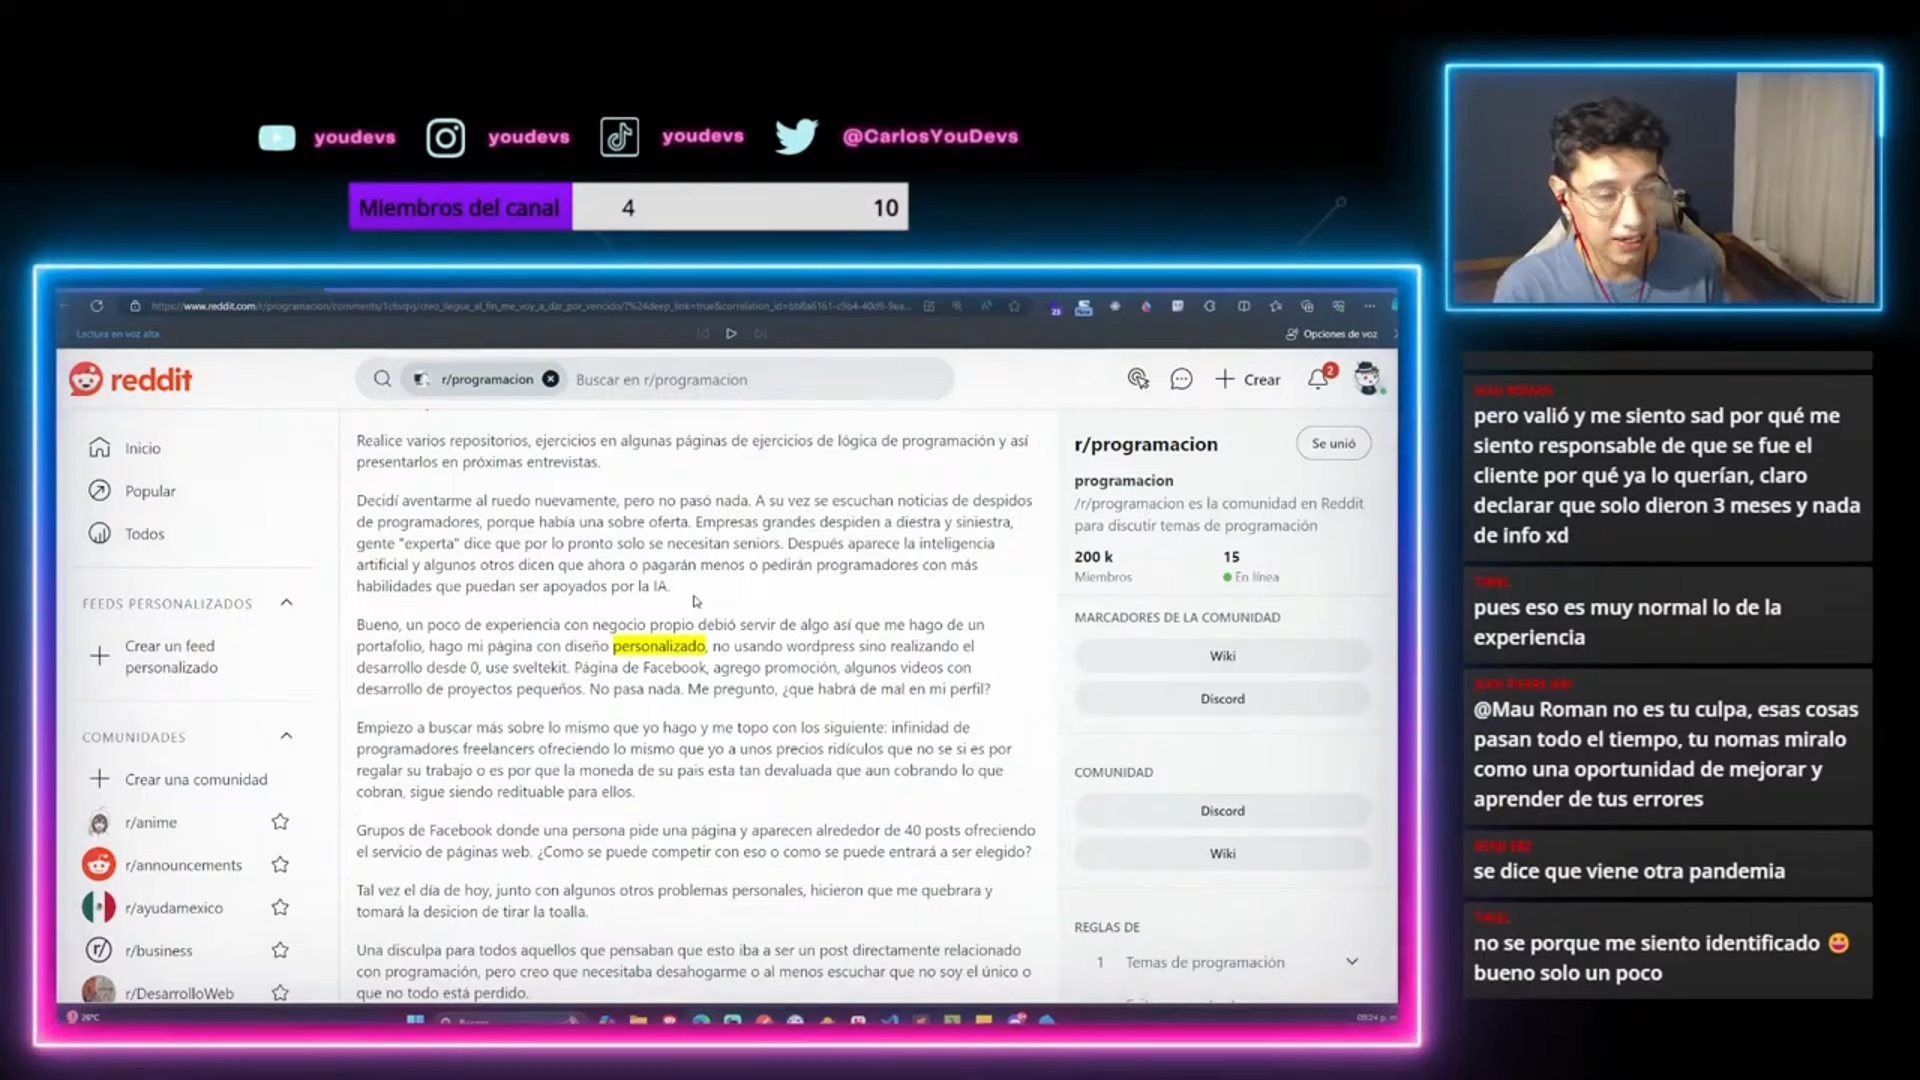 youdevs
youdevs
youdevs
@CarlosYouDevs
Miembros del canal 4 10
Lectura en voz alta
Opciones de voz
reddit
r/programacion
Buscar en r/programacion
Crear
2
Inicio
Popular
Todos
FEEDS PERSONALIZADOS
Crear un feed
personalizado
COMUNIDADES
Crear una comunidad
r/anime
r/announcements
r/ayudamexico
r/business
r/DesarrolloWeb
Realice varios repositorios, ejercicios en algunas páginas de ejercicios de lógica de programación y así
presentarlos en próximas entrevistas.
Decidí aventarme al ruedo nuevamente, pero no pasó nada. A su vez se escuchan noticias de despidos
de programadores, porque había una sobre oferta. Empresas grandes despiden a diestra y siniestra,
gente "experta" dice que por lo pronto solo se necesitan seniors. Después aparece la inteligencia
artificial y algunos otros dicen que ahora o pagarán menos o pedirán programadores con más
habilidades que puedan ser apoyados por la IA.
Bueno, un poco de experiencia con negocio propio debió servir de algo así que me hago de un
portafolio, hago mi página con diseño personalizado, no usando wordpress sino realizando el
desarrollo desde 0, use sveltekit. Página de Facebook, agrego promoción, algunos videos con
desarrollo de proyectos pequeños. No pasa nada. Me pregunto, ¿que habrá de mal en mi perfil?
Empiezo a buscar más sobre lo mismo que yo hago y me topo con los siguiente: infinidad de
programadores freelancers ofreciendo lo mismo que yo a unos precios ridículos que no se si es por
regalar su trabajo o es por que la moneda de su pais esta tan devaluada que aun cobrando lo que
cobran, sigue siendo redituable para ellos.
Grupos de Facebook donde una persona pide una página y aparecen alrededor de 40 posts ofreciendo
el servicio de páginas web. ¿Como se puede competir con eso o como se puede entrará a ser elegido?
Tal vez el día de hoy, junto con algunos otros problemas personales, hicieron que me quebrara y
tomará la desicion de tirar la toalla.
Una disculpa para todos aquellos que pensaban que esto iba a ser un post directamente relacionado
con programación, pero creo que necesitaba desahogarme o al menos escuchar que no soy el único o
que no todo está perdido.
r/programacion
Se unió
programacion
/r/programacion es la comunidad en Reddit
para discutir temas de programación
200 k 15
Miembros En línea
MARCADORES DE LA COMUNIDAD
Wiki
Discord
COMUNIDAD
Discord
Wiki
REGLAS DE
1 Temas de programación
26°C
MAU ROMAN
pero valió y me siento sad por qué me
siento responsable de que se fue el
cliente por qué ya lo querían, claro
declarar que solo dieron 3 meses y nada
de info xd
pues eso es muy normal lo de la
experiencia
@Mau Roman no es tu culpa, esas cosas
pasan todo el tiempo, tu nomas miralo
como una oportunidad de mejorar y
aprender de tus errores
se dice que viene otra pandemia
no se porque me siento identificado 😆
bueno solo un poco